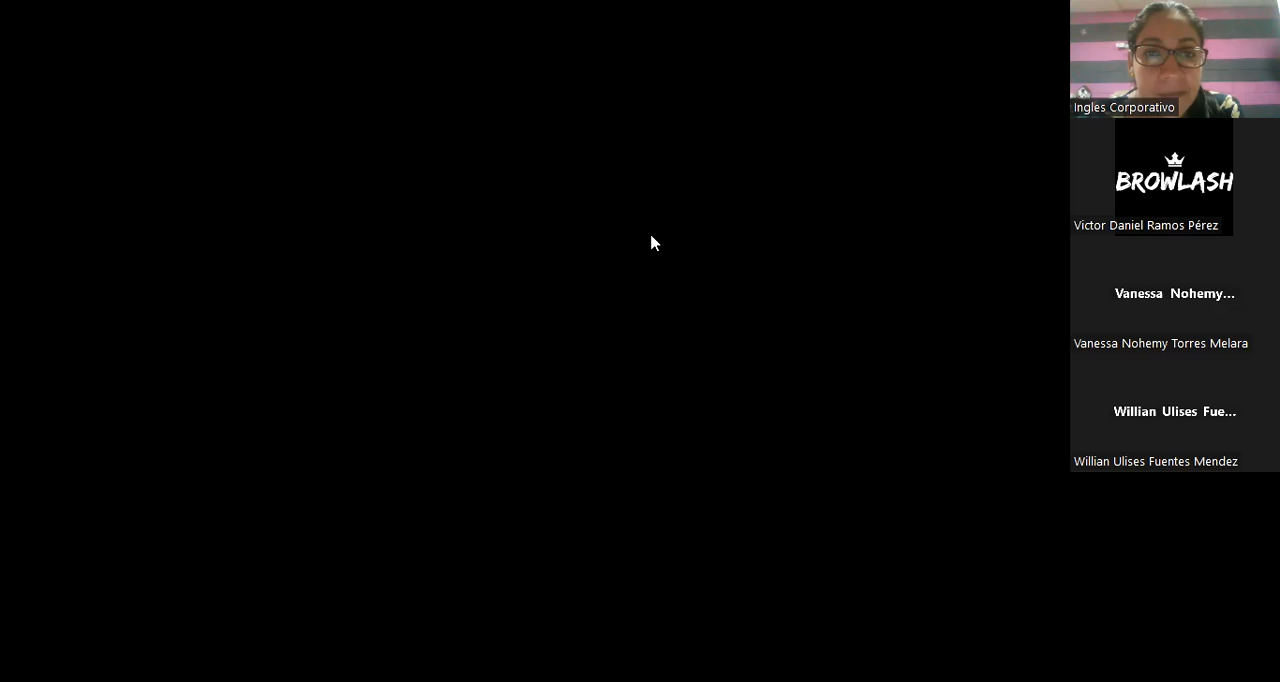 Ingles Corporativo
BROWLASH
Victor Daniel Ramos Pérez
Vanessa Nohemy...
Vanessa Nohemy Torres Melara
Willian Ulises Fue...
Willian Ulises Fuentes Mendez